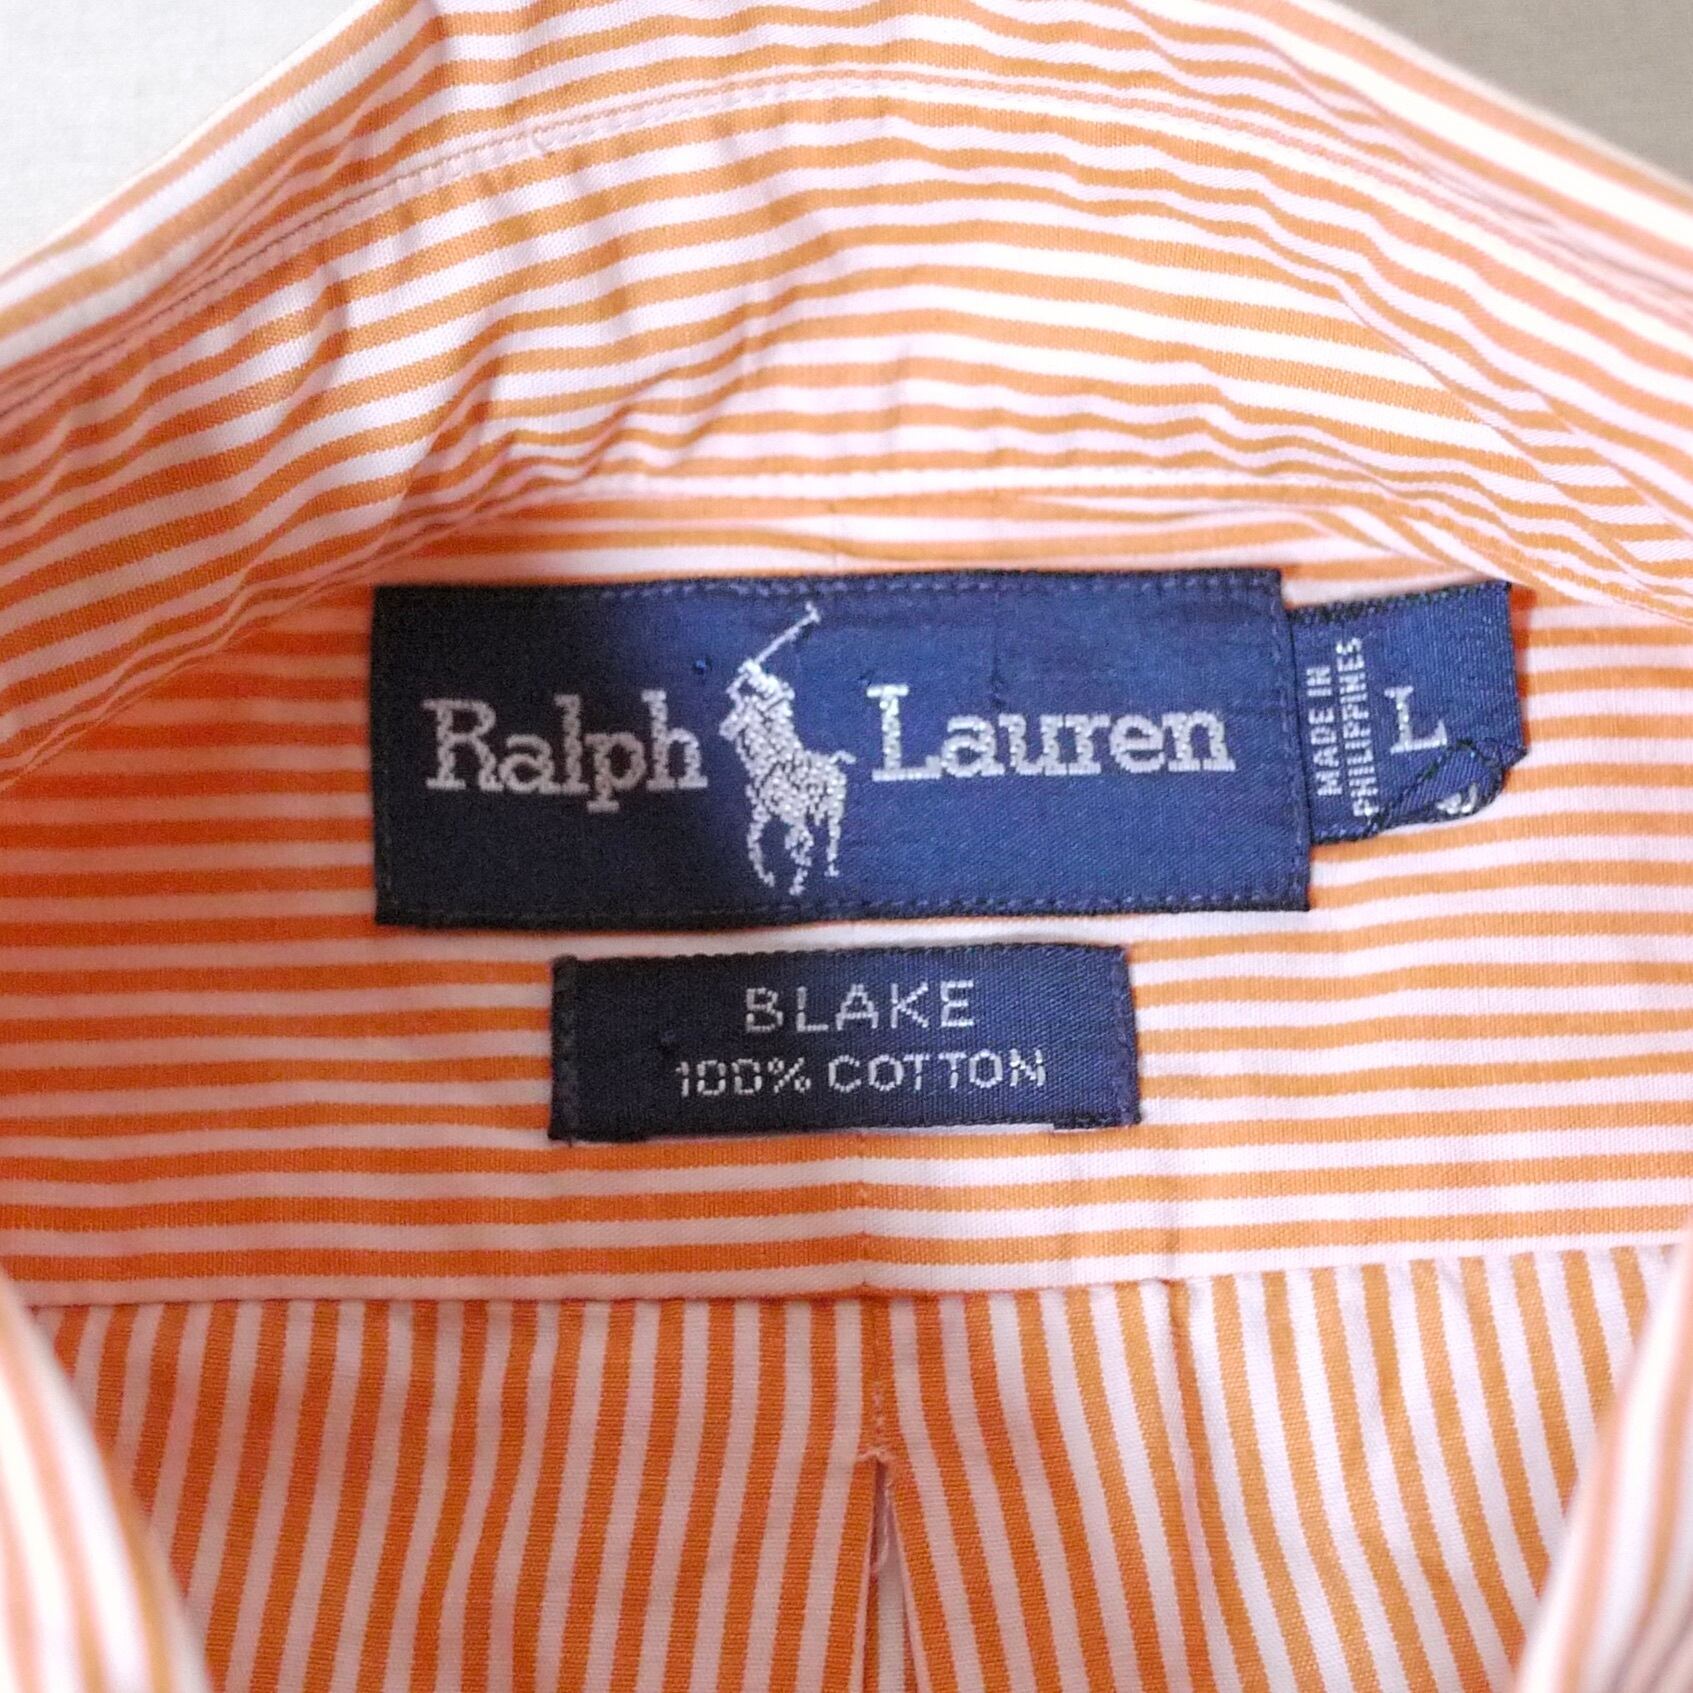 Ralph Lauren
MADE IN
PHILIPPINES
L
BLAKE
100% COTTON